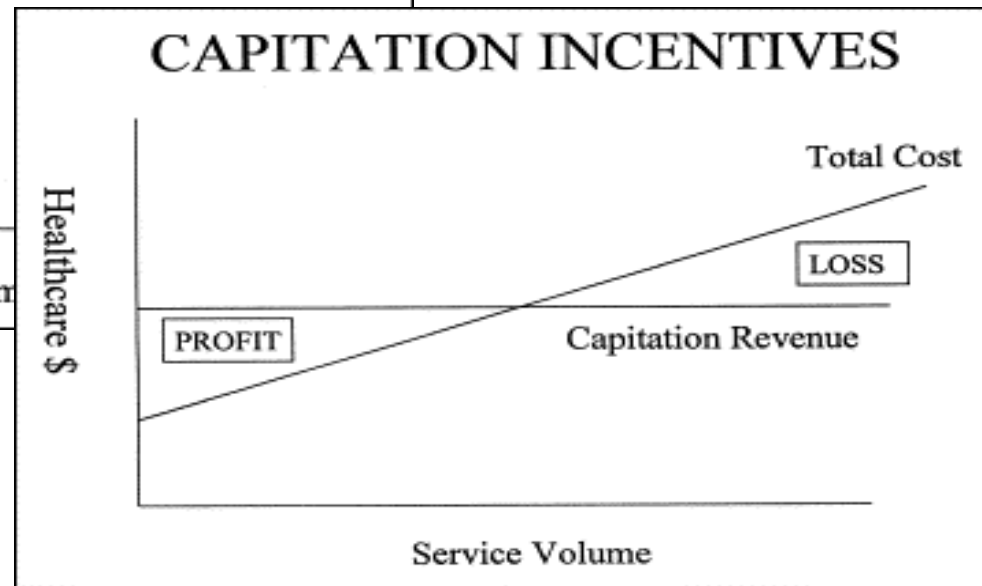 CAPITATION INCENTIVES
Total Cost
Healthcare $
LOSS
PROFIT
Capitation Revenue
Service Volume